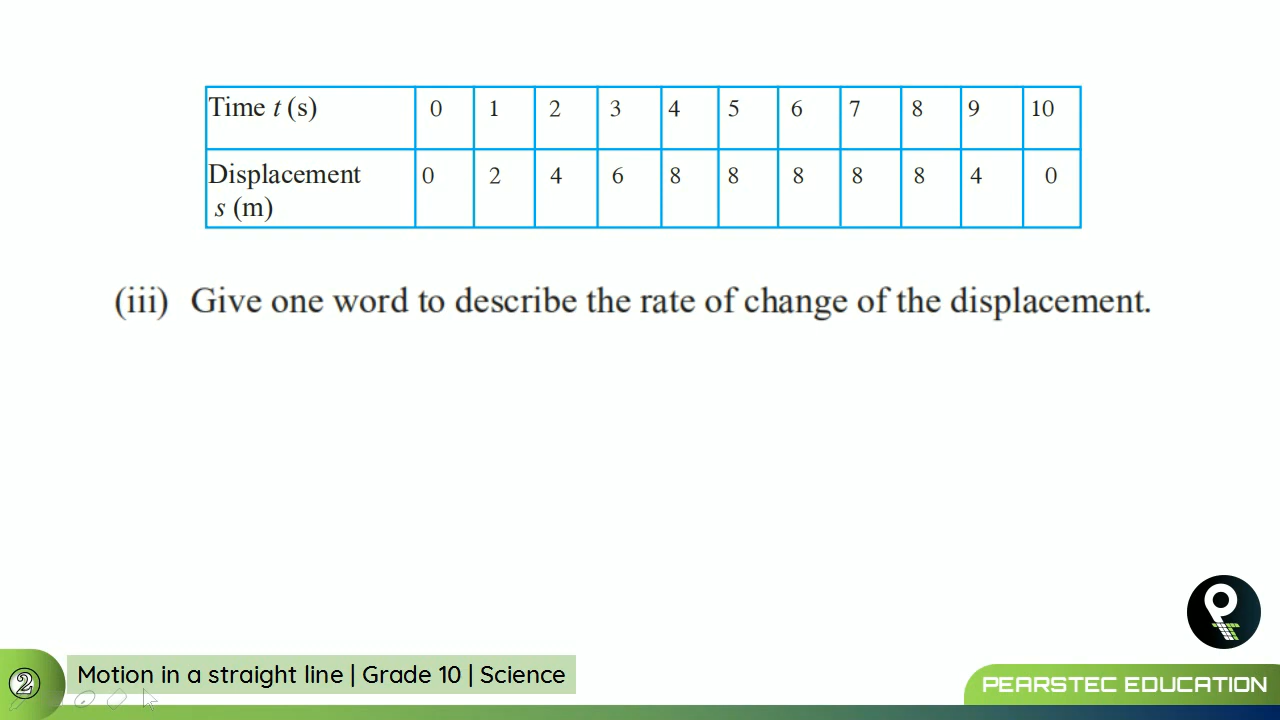 Time t (s) 0 1 2 3 4 5 6 7 8 9 10
Displacement
s (m) 0 2 4 6 8 8 8 8 8 4 0
(iii) Give one word to describe the rate of change of the displacement.
2 Motion in a straight line | Grade 10 | Science
PEARSTEC EDUCATION